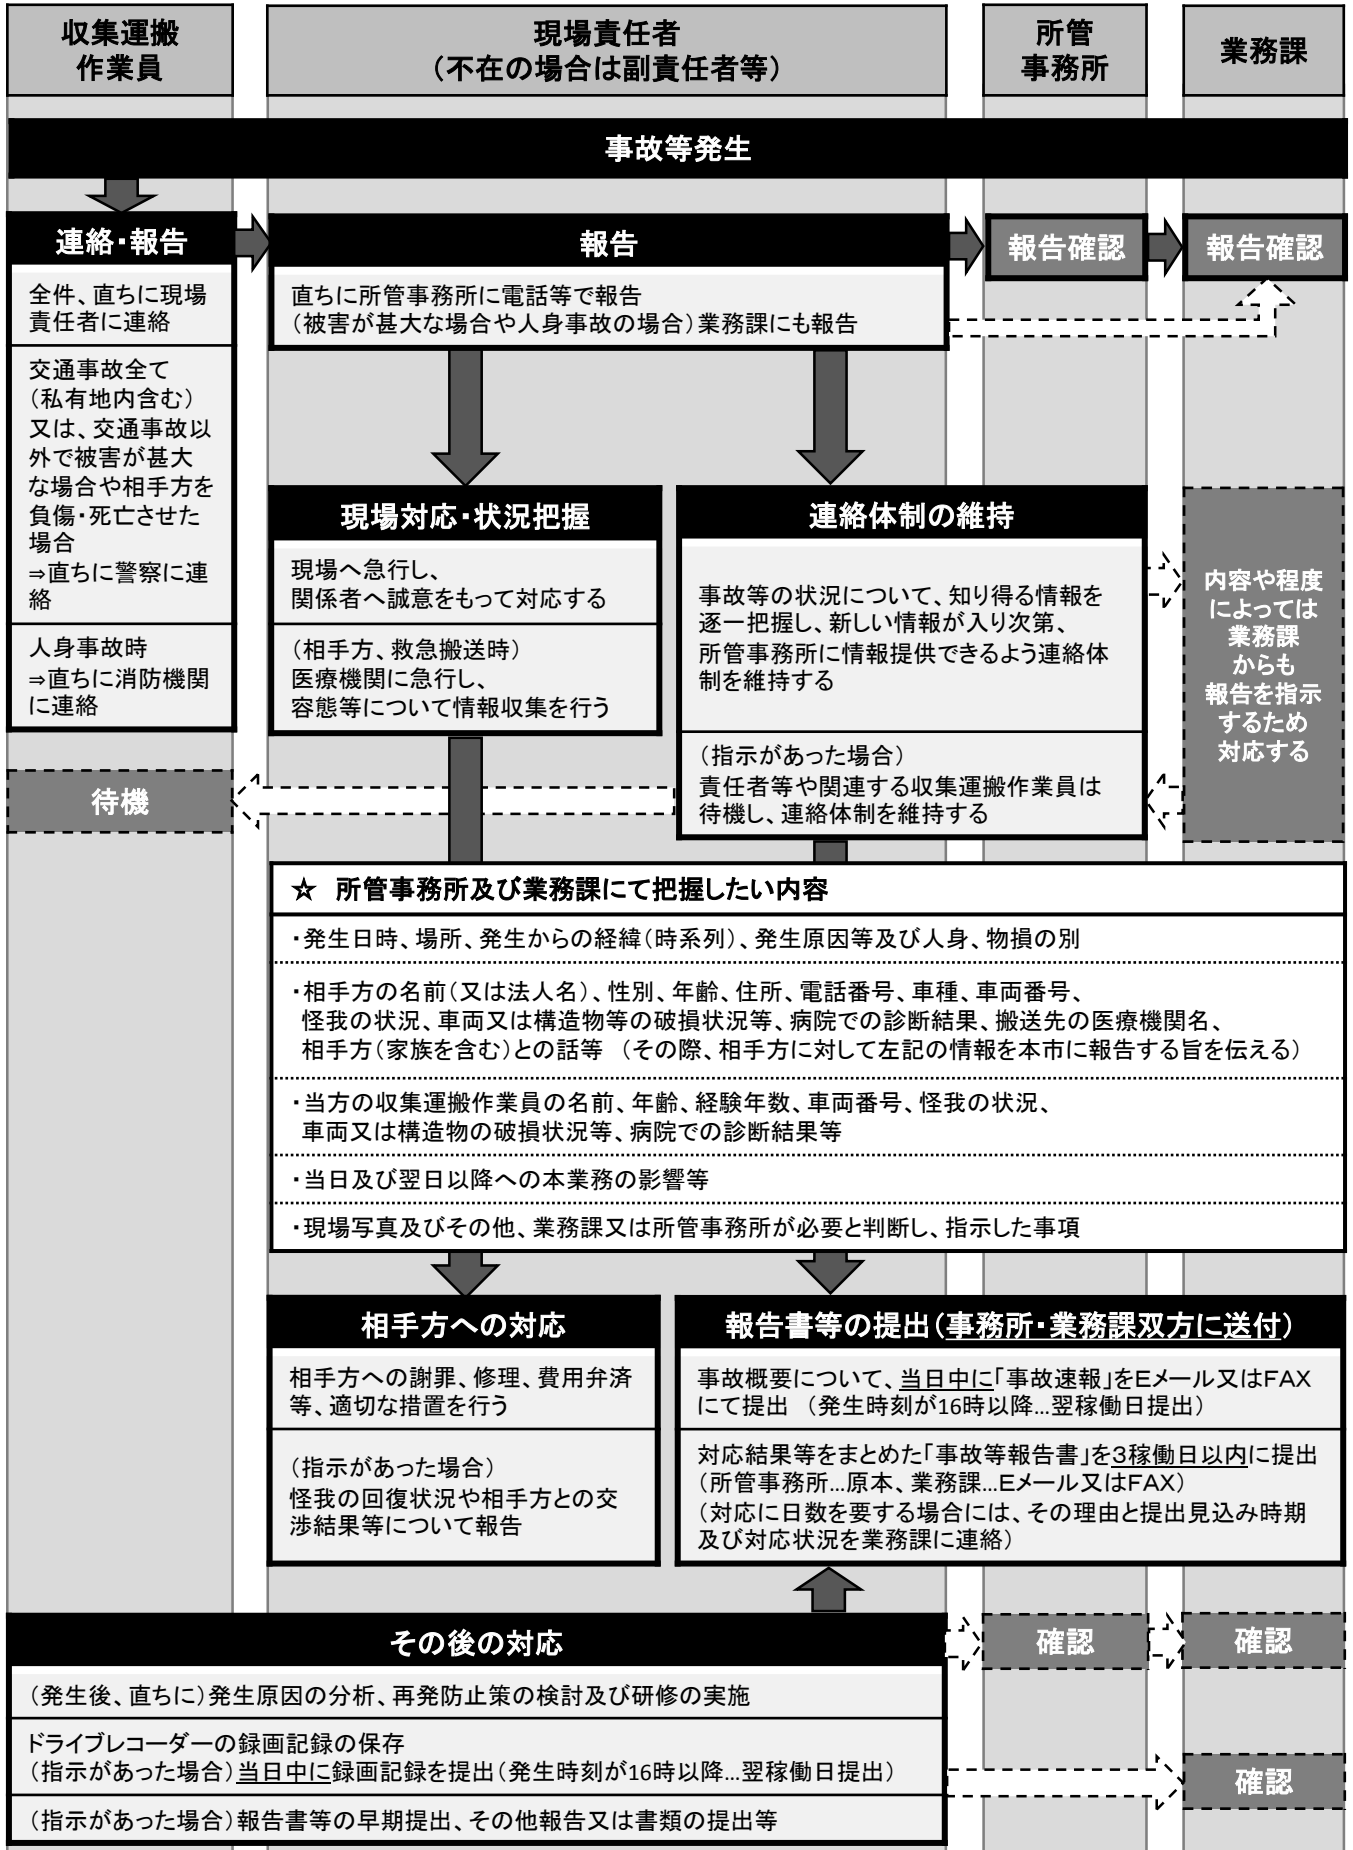 収集運搬
作業員
現場責任者
（不在の場合は副責任者等）
所管
事務所
業務課
事故等発生
連絡・報告
全件、直ちに現場
責任者に連絡
交通事故全て
（私有地内含む）
又は、交通事故以
外で被害が甚大
な場合や相手方を
負傷・死亡させた
場合
⇒直ちに警察に連
絡
人身事故時
⇒直ちに消防機関
に連絡
報告
直ちに所管事務所に電話等で報告
（被害が甚大な場合や人身事故の場合）業務課にも報告
報告確認
報告確認
現場対応・状況把握
現場へ急行し、
関係者へ誠意をもって対応する
（相手方、救急搬送時）
医療機関に急行し、
容態等について情報収集を行う
連絡体制の維持
事故等の状況について、知り得る情報を
逐一把握し、新しい情報が入り次第、
所管事務所に情報提供できるよう連絡体
制を維持する
（指示があった場合）
責任者等や関連する収集運搬作業員は
待機し、連絡体制を維持する
内容や程度
によっては
業務課
からも
報告を指示
するため
対応する
待機
☆ 所管事務所及び業務課にて把握したい内容
・発生日時、場所、発生からの経緯（時系列）、発生原因等及び人身、物損の別
・相手方の名前（又は法人名）、性別、年齢、住所、電話番号、車種、車両番号、
怪我の状況、車両又は構造物等の破損状況等、病院での診断結果、搬送先の医療機関名、
相手方（家族を含む）との話等 （その際、相手方に対して左記の情報を本市に報告する旨を伝える）
・当方の収集運搬作業員の名前、年齢、経験年数、車両番号、怪我の状況、
車両又は構造物の破損状況等、病院での診断結果等
・当日及び翌日以降への本業務の影響等
・現場写真及びその他、業務課又は所管事務所が必要と判断し、指示した事項
相手方への対応
相手方への謝罪、修理、費用弁済
等、適切な措置を行う
（指示があった場合）
怪我の回復状況や相手方との交
渉結果等について報告
報告書等の提出（事務所・業務課双方に送付）
事故概要について、当日中に「事故速報」をEメール又はFAX
にて提出 （発生時刻が16時以降…翌稼働日提出）
対応結果等をまとめた「事故等報告書」を３稼働日以内に提出
（所管事務所…原本、業務課…Eメール又はFAX）
（対応に日数を要する場合には、その理由と提出見込み時期
及び対応状況を業務課に連絡）
その後の対応
（発生後、直ちに）発生原因の分析、再発防止策の検討及び研修の実施
ドライブレコーダーの録画記録の保存
（指示があった場合）当日中に録画記録を提出（発生時刻が16時以降…翌稼働日提出）
（指示があった場合）報告書等の早期提出、その他報告又は書類の提出等
確認
確認
確認